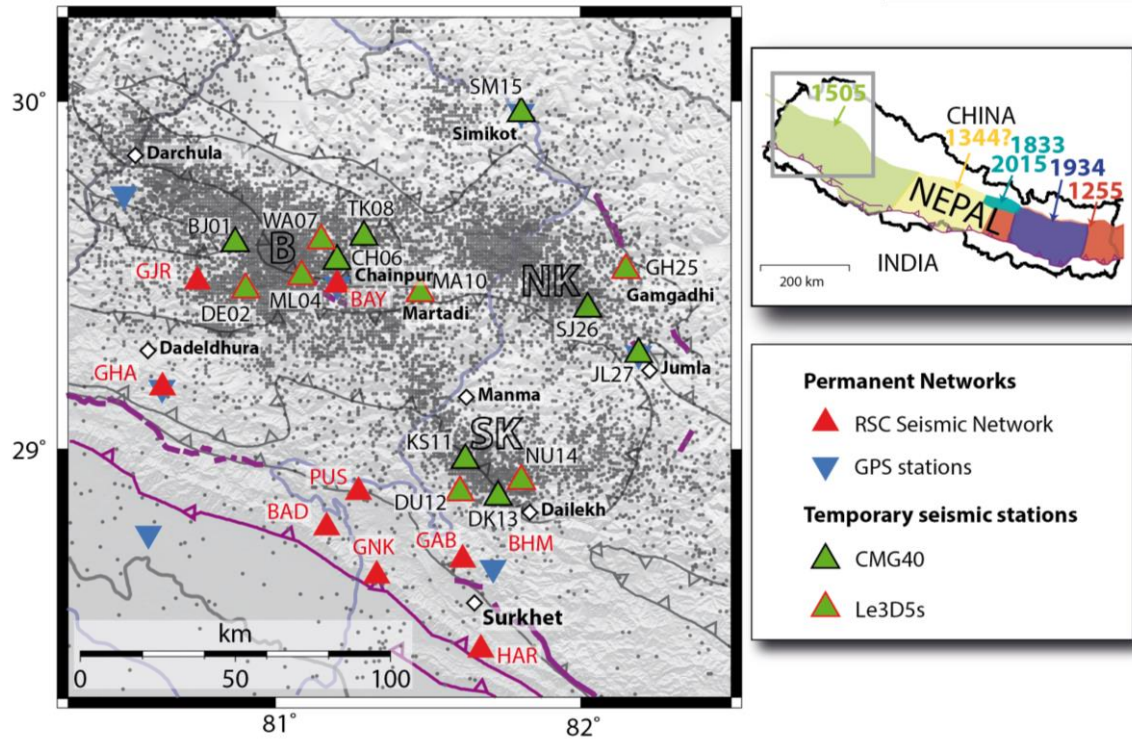 30°
29°
81°
82°
SM15
Simikot
Darchula
WA07
TK08
BJ01
B
CH06
GJR
Chainpur
GH25
NK
DE02
ML04
BAY
MA10
Martadi
Gamgadhi
SJ26
Dadeldhura
JL27
Jumla
GHA
Manma
KS11
SK
NU14
PUS
DU12
DK13
Dailekh
BAD
GNK
GAB
BHM
Surkhet
HAR
km
0
50
100
1505
CHINA
1344?
1833
2015
1934
1255
NEPAL
INDIA
200 km
Permanent Networks
RSC Seismic Network
GPS stations
Temporary seismic stations
CMG40
Le3D5s